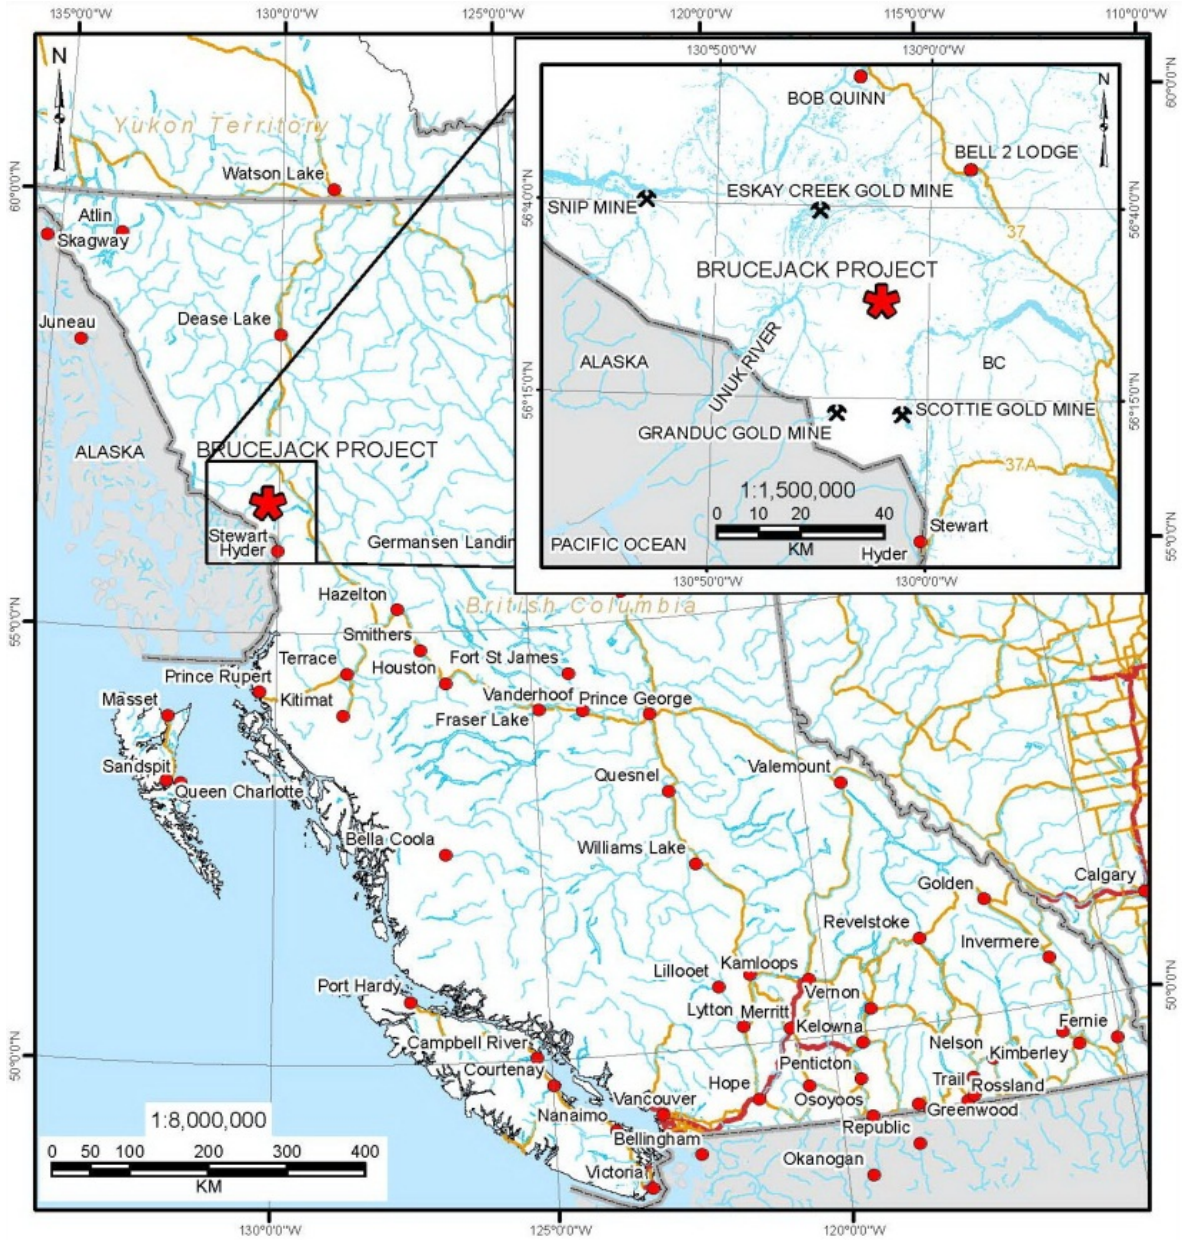 135°0'0"W
130°0'0"W
125°0'0"W
120°0'0"W
115°0'0"W
110°0'0"W
N
Yukon Territory
Watson Lake
60°0'0"N
Atlin
Skagway
Juneau
Dease Lake
ALASKA
BRUCEJACK PROJECT
Stewart
Hyder
Germansen Landin
130°50'0"W
130°0'0"W
60°0'0"N
BOB QUINN
N
BELL 2 LODGE
ESKAY CREEK GOLD MINE
SNIP MINE
56°40'0"N
56°40'0"N
37
BRUCEJACK PROJECT
ALASKA
UNUK RIVER
BC
56°15'0"N
56°15'0"N
SCOTTIE GOLD MINE
GRANDUC GOLD MINE
37A
1:1,500,000
0 10 20 40
KM
Stewart
Hyder
PACIFIC OCEAN
130°50'0"W
130°0'0"W
55°0'0"N
British Columbia
55°0'0"N
Hazelton
Smithers
Terrace
Houston
Fort St James
Prince Rupert
Kitimat
Vanderhoof
Prince George
Fraser Lake
Masset
Sandspit
Queen Charlotte
Quesnel
Valemount
Bella Coola
Williams Lake
Golden
Calgary
Revelstoke
Invermere
Lillooet
Kamloops
50°0'0"N
Port Hardy
Vernon
Lytton
Merritt
Kelowna
Fernie
Campbell River
Nelson
Kimberley
50°0'0"N
Courtenay
Penticton
Hope
Trail
Rossland
Vancouver
Osoyoos
Greenwood
Nanaimo
Republic
Bellingham
Okanogan
Victoria
1:8,000,000
0 50 100 200 300 400
KM
130°0'0"W
125°0'0"W
120°0'0"W